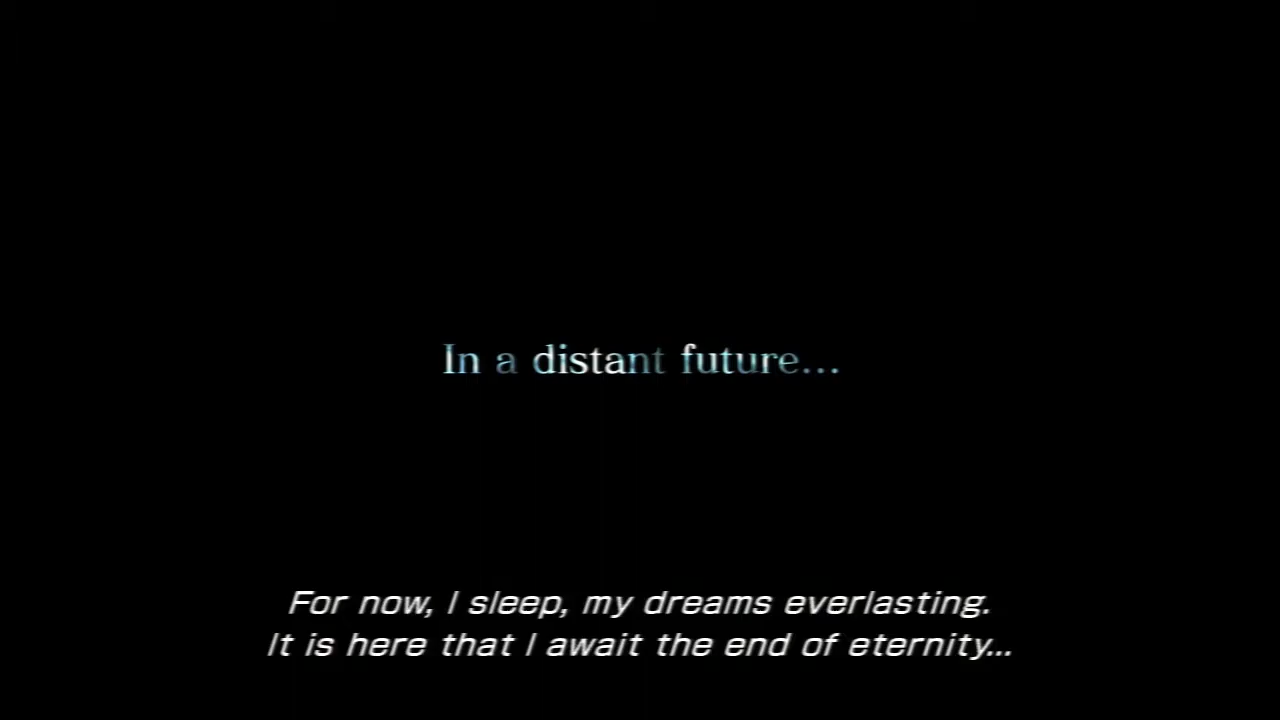 In a distant future...
For now, I sleep, my dreams everlasting.
It is here that I await the end of eternity...